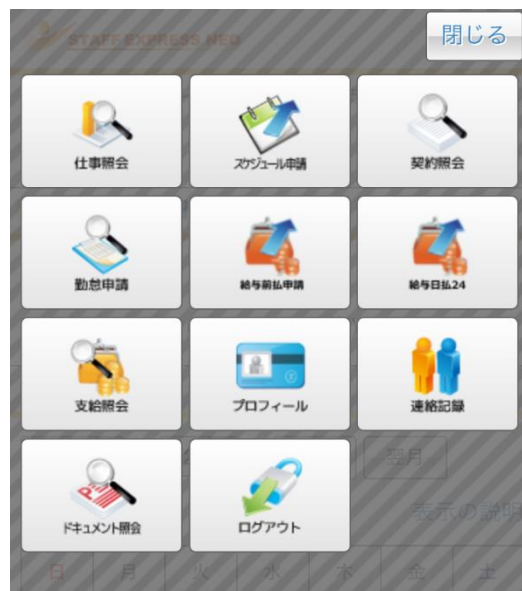 STAFF EXPRESS NEO
閉じる
仕事照会
スケジュール申請
契約照会
勤怠申請
給与前払申請
給与日払24
支給照会
プロフィール
連絡記録
翌月
ドキュメント照会
ログアウト
表示の説明
日 月 火 水 木 金 土